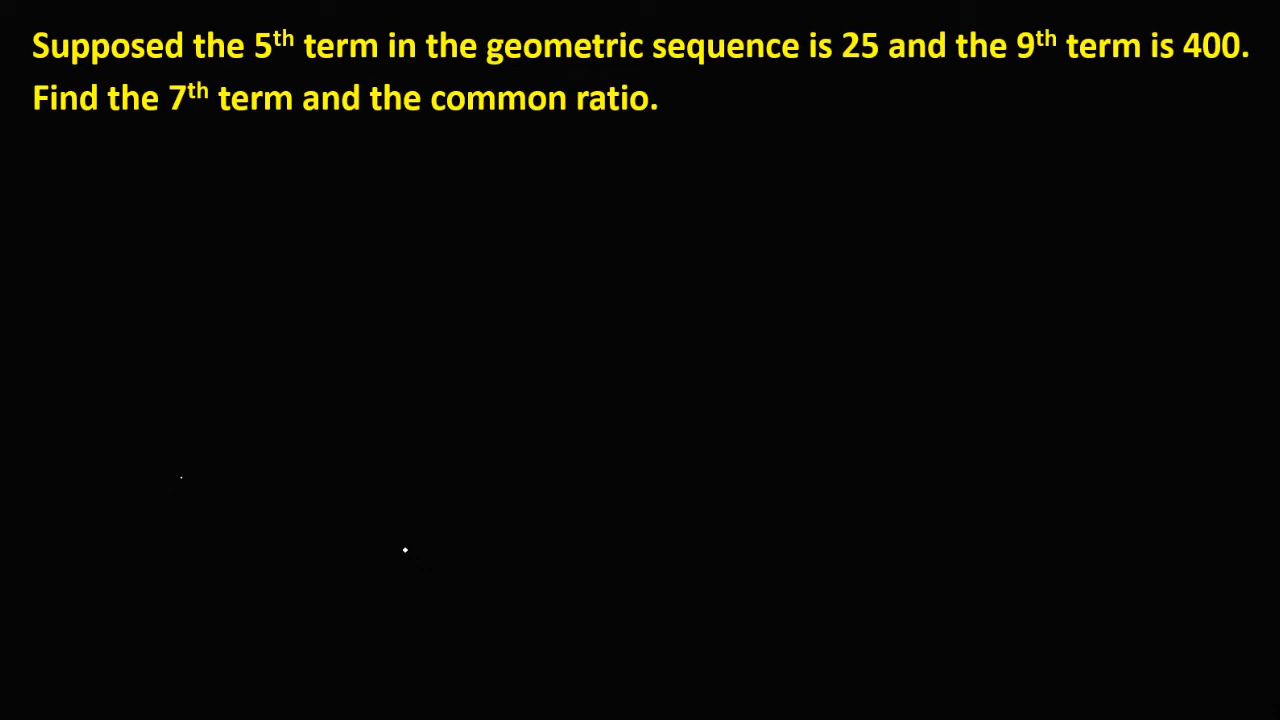 Supposed the 5th term in the geometric sequence is 25 and the 9th term is 400.
Find the 7th term and the common ratio.